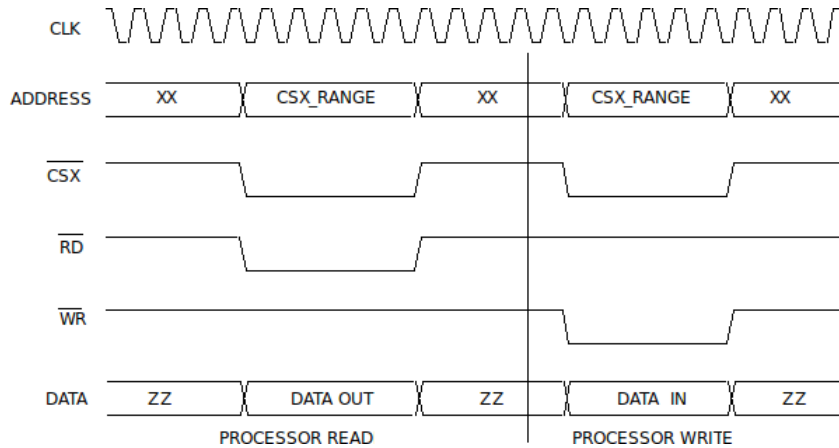 CLK
ADDRESS XX CSX_RANGE XX CSX_RANGE XX
CSX
RD
WR
DATA ZZ DATA OUT ZZ DATA IN ZZ
PROCESSOR READ PROCESSOR WRITE